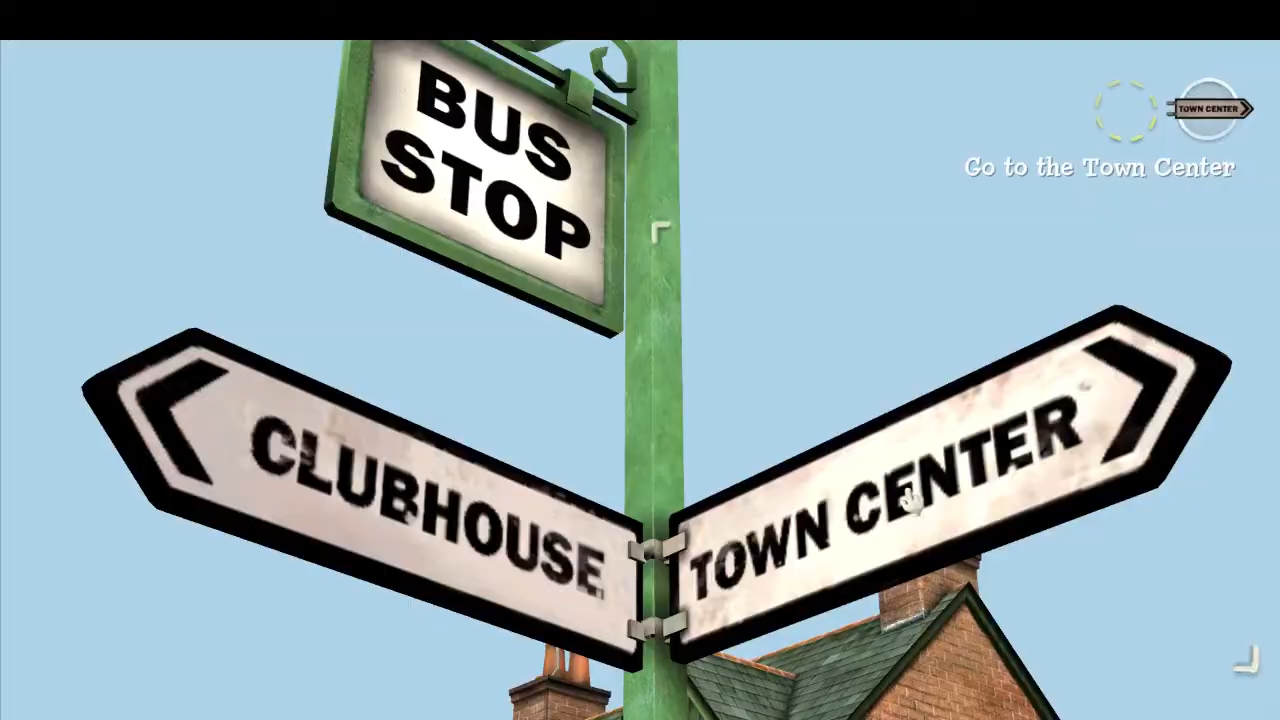 BUS
STOP
TOWN CENTER
Go to the Town Center
CLUBHOUSE
TOWN CENTER